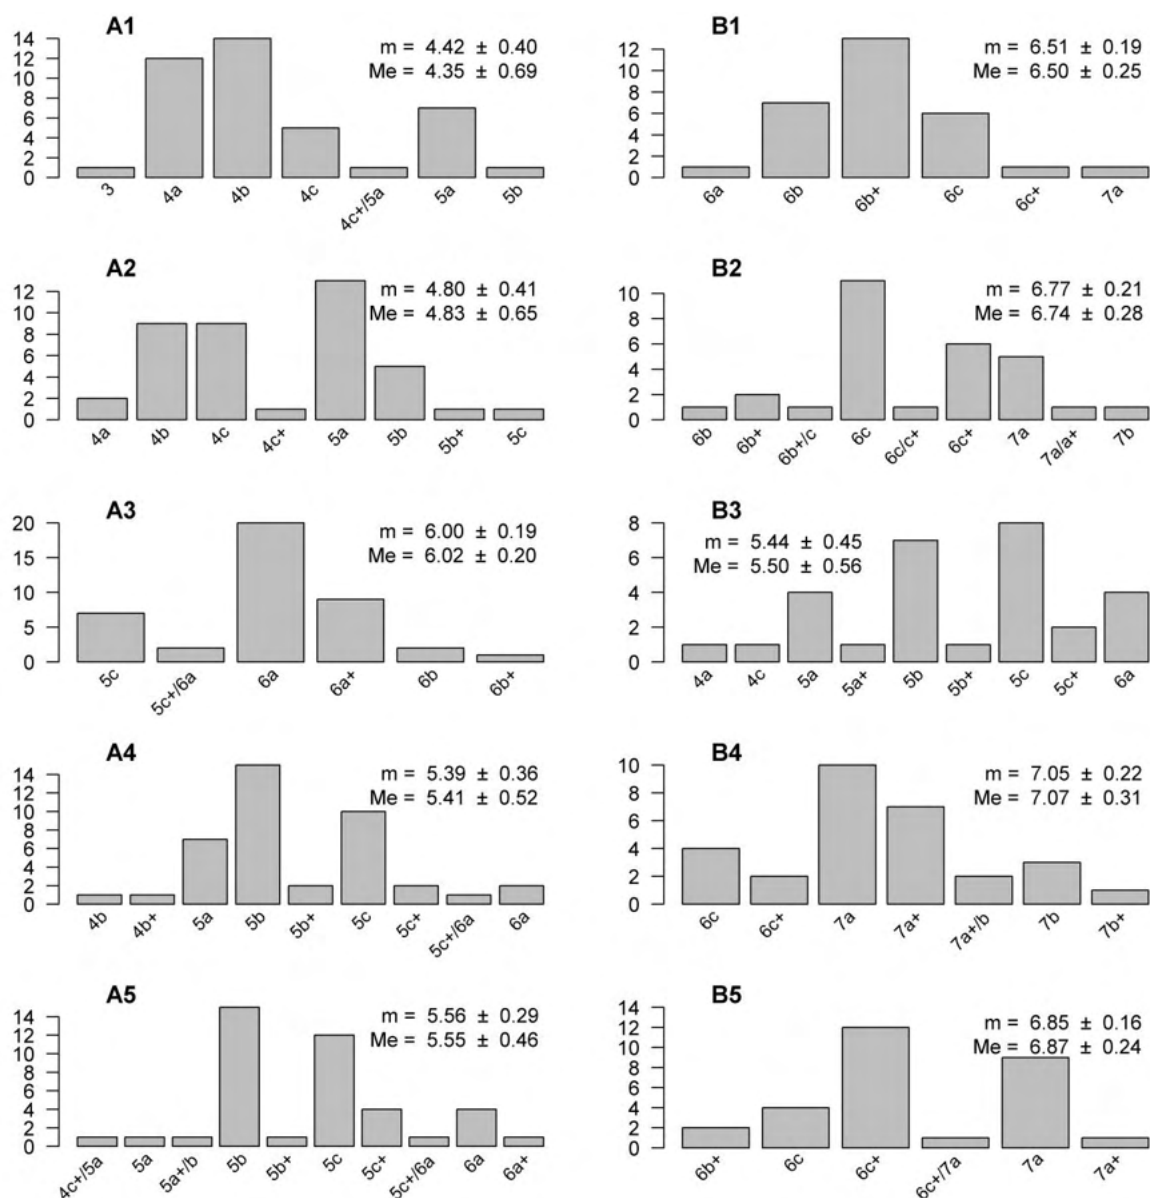 A1
m = 4.42 ± 0.40
Me = 4.35 ± 0.69
14
12
10
8
6
4
2
0
3 4a 4b 4c 4c+/5a 5a 5b
B1
m = 6.51 ± 0.19
Me = 6.50 ± 0.25
12
10
8
6
4
2
0
6a 6b 6b+ 6c 6c+ 7a
A2
m = 4.80 ± 0.41
Me = 4.83 ± 0.65
12
10
8
6
4
2
0
4a 4b 4c 4c+ 5a 5b 5b+ 5c
B2
m = 6.77 ± 0.21
Me = 6.74 ± 0.28
10
8
6
4
2
0
6b 6b+ 6b+/c 6c 6c/c+ 6c+ 7a 7a/a+ 7b
A3
m = 6.00 ± 0.19
Me = 6.02 ± 0.20
20
15
10
5
0
5c 5c+/6a 6a 6a+ 6b 6b+
B3
m = 5.44 ± 0.45
Me = 5.50 ± 0.56
8
6
4
2
0
4a 4c 5a 5a+ 5b 5b+ 5c 5c+ 6a
A4
m = 5.39 ± 0.36
Me = 5.41 ± 0.52
14
12
10
8
6
4
2
0
4b 4b+ 5a 5b 5b+ 5c 5c+ 5c+/6a 6a
B4
m = 7.05 ± 0.22
Me = 7.07 ± 0.31
10
8
6
4
2
0
6c 6c+ 7a 7a+ 7a+/b 7b 7b+
A5
m = 5.56 ± 0.29
Me = 5.55 ± 0.46
14
12
10
8
6
4
2
0
4c+/5a 5a 5a+/b 5b 5b+ 5c 5c+ 5c+/6a 6a 6a+
B5
m = 6.85 ± 0.16
Me = 6.87 ± 0.24
14
12
10
8
6
4
2
0
6b+ 6c 6c+ 6c+/7a 7a 7a+